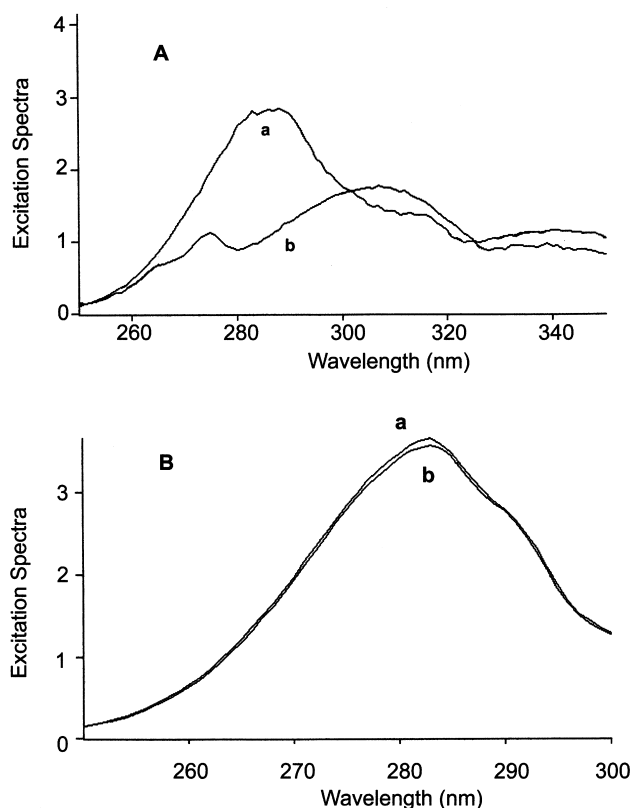 4
A
3
a
2
1
b
0
Excitation Spectra
260 280 300 320 340
Wavelength (nm)
a
B
b
3
2
1
0
Excitation Spectra
260 270 280 290 300
Wavelength (nm)